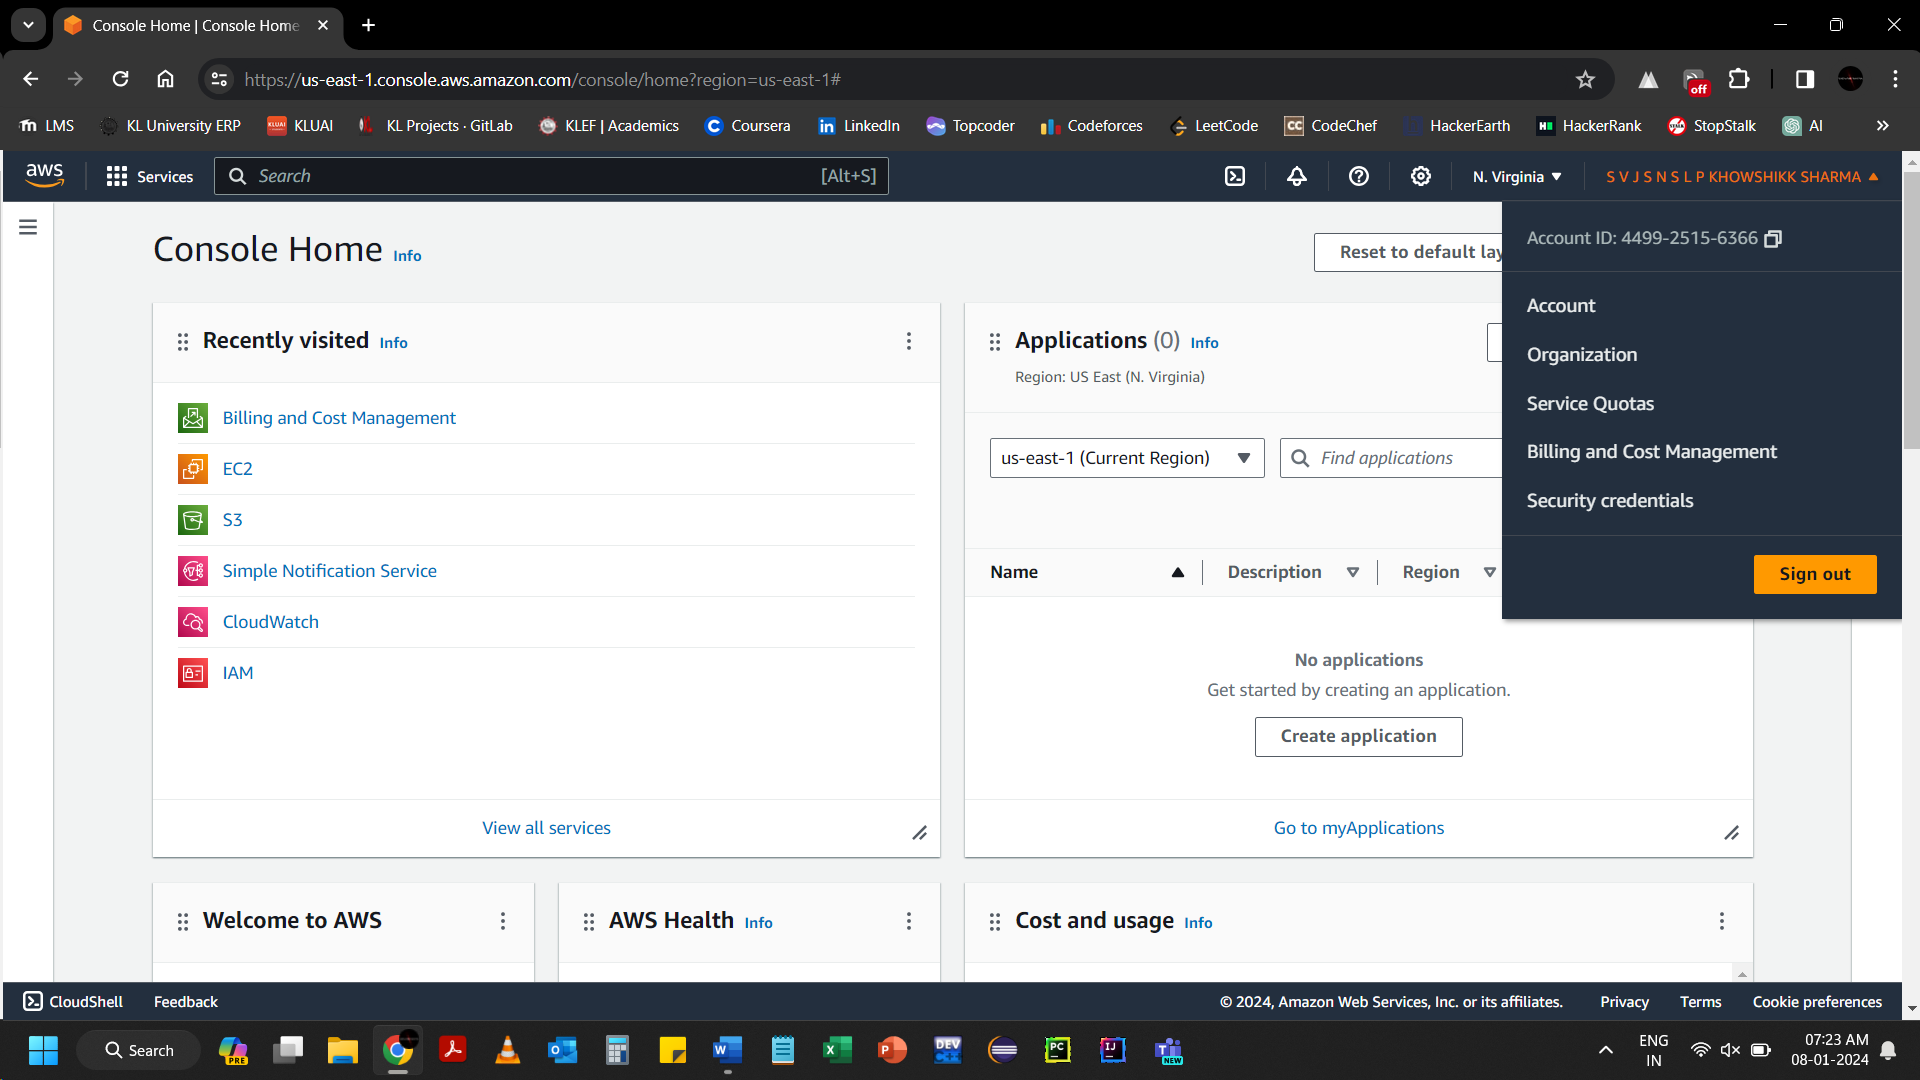 Console Home | Console Home
https://us-east-1.console.aws.amazon.com/console/home?region=us-east-1#
off
LMS
KL University ERP
KLUAI
KLUAI
KL Projects · GitLab
KLEF | Academics
Coursera
LinkedIn
Topcoder
Codeforces
LeetCode
CodeChef
HackerEarth
HackerRank
StopStalk
AI
aws
Services
Search
[Alt+S]
N. Virginia
S V J S N S L P KHOWSHIKK SHARMA
Console Home Info
Reset to default lay
Account ID: 4499-2515-6366
Account
Organization
Service Quotas
Billing and Cost Management
Security credentials
Sign out
Recently visited Info
Billing and Cost Management
EC2
S3
Simple Notification Service
CloudWatch
IAM
View all services
Applications (0) Info
Region: US East (N. Virginia)
us-east-1 (Current Region)
Find applications
Name
Description
Region
No applications
Get started by creating an application.
Create application
Go to myApplications
Welcome to AWS
AWS Health Info
Cost and usage Info
CloudShell
Feedback
© 2024, Amazon Web Services, Inc. or its affiliates.
Privacy
Terms
Cookie preferences
Search
PRE
DEV
PC
IJ
NEW
ENG
IN
07:23 AM
08-01-2024